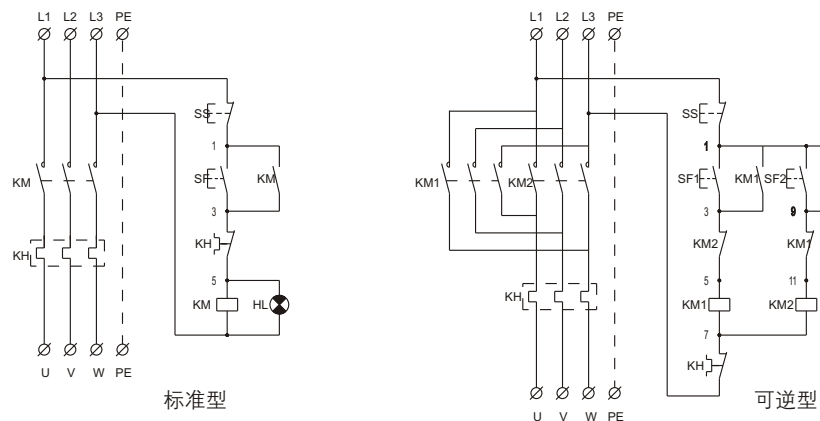 L1 L2 L3 PE
SS
1
KM SF KM
3
KH KH
5
KM HL
U V W PE
标准型
L1 L2 L3 PE
SS
1
KM1 KM2 SF1 KM1 SF2
3 9
KM2 KM1
5 11
KH KM1 KM2
7
KH
U V W PE
可逆型